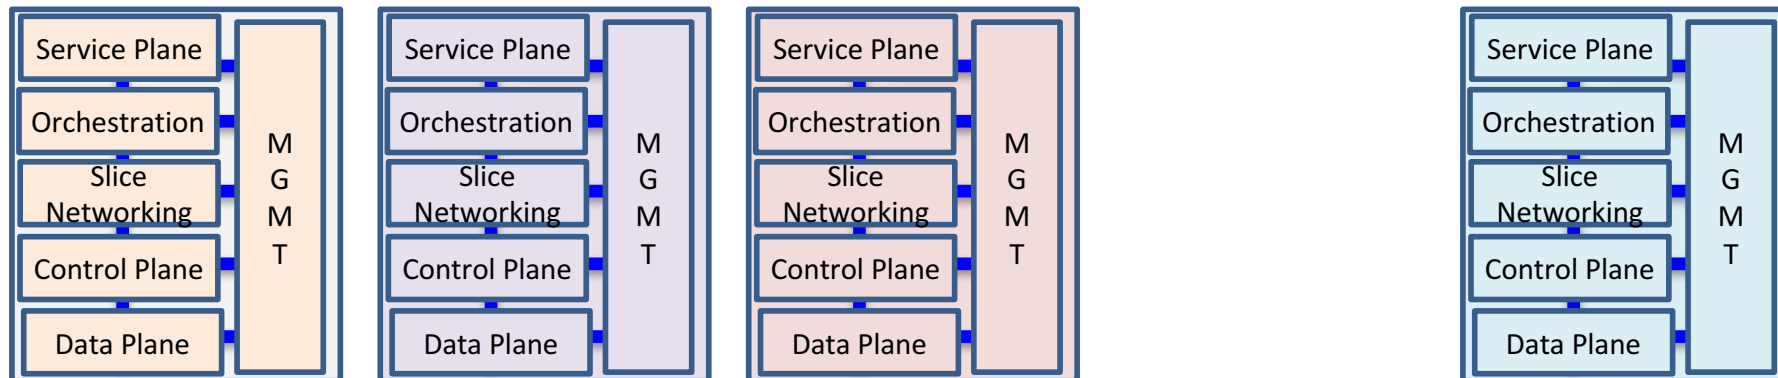 Service Plane
Orchestration
Slice
Networking
Control Plane
Data Plane
M
G
M
T
Service Plane
Orchestration
Slice
Networking
Control Plane
Data Plane
M
G
M
T
Service Plane
Orchestration
Slice
Networking
Control Plane
Data Plane
M
G
M
T
Service Plane
Orchestration
Slice
Networking
Control Plane
Data Plane
M
G
M
T